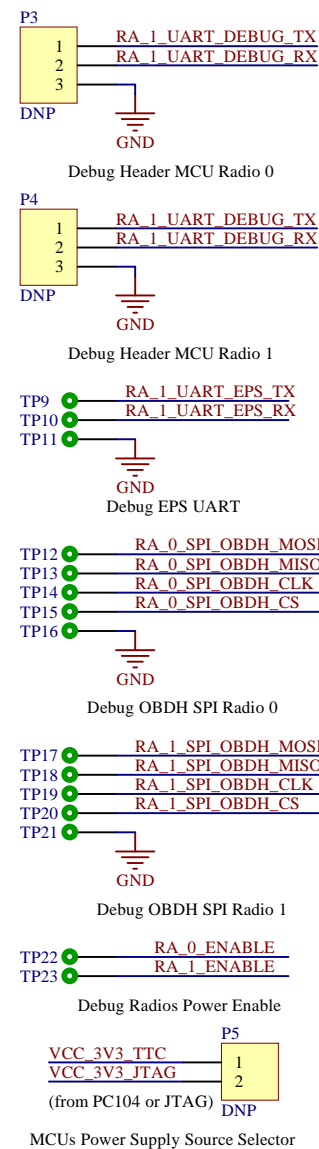 P3
1 RA_1_UART_DEBUG_TX
2 RA_1_UART_DEBUG_RX
3
DNP
GND
Debug Header MCU Radio 0
P4
1 RA_1_UART_DEBUG_TX
2 RA_1_UART_DEBUG_RX
3
DNP
GND
Debug Header MCU Radio 1
TP9 RA_1_UART_EPS_TX
TP10 RA_1_UART_EPS_RX
TP11
GND
Debug EPS UART
TP12 RA_0_SPI_OBDH_MOSI
TP13 RA_0_SPI_OBDH_MISO
TP14 RA_0_SPI_OBDH_CLK
TP15 RA_0_SPI_OBDH_CS
TP16
GND
Debug OBDH SPI Radio 0
TP17 RA_1_SPI_OBDH_MOSI
TP18 RA_1_SPI_OBDH_MISO
TP19 RA_1_SPI_OBDH_CLK
TP20 RA_1_SPI_OBDH_CS
TP21
GND
Debug OBDH SPI Radio 1
TP22 RA_0_ENABLE
TP23 RA_1_ENABLE
Debug Radios Power Enable
P5
VCC_3V3_TTC 1
VCC_3V3_JTAG 2
(from PC104 or JTAG) DNP
MCUs Power Supply Source Selector